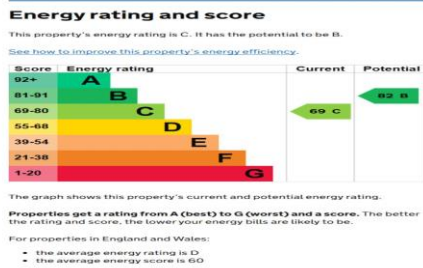 Energy rating and score
This property's energy rating is C. It has the potential to be B.
See how to improve this property's energy efficiency.
Score Energy rating Current Potential
92+ A
81-91 B 82 B
69-80 C 69 C
55-68 D
39-54 E
21-38 F
1-20 G
The graph shows this property's current and potential energy rating.
Properties get a rating from A (best) to G (worst) and a score. The better
the rating and score, the lower your energy bills are likely to be.
For properties in England and Wales:
• the average energy rating is D
• the average energy score is 60